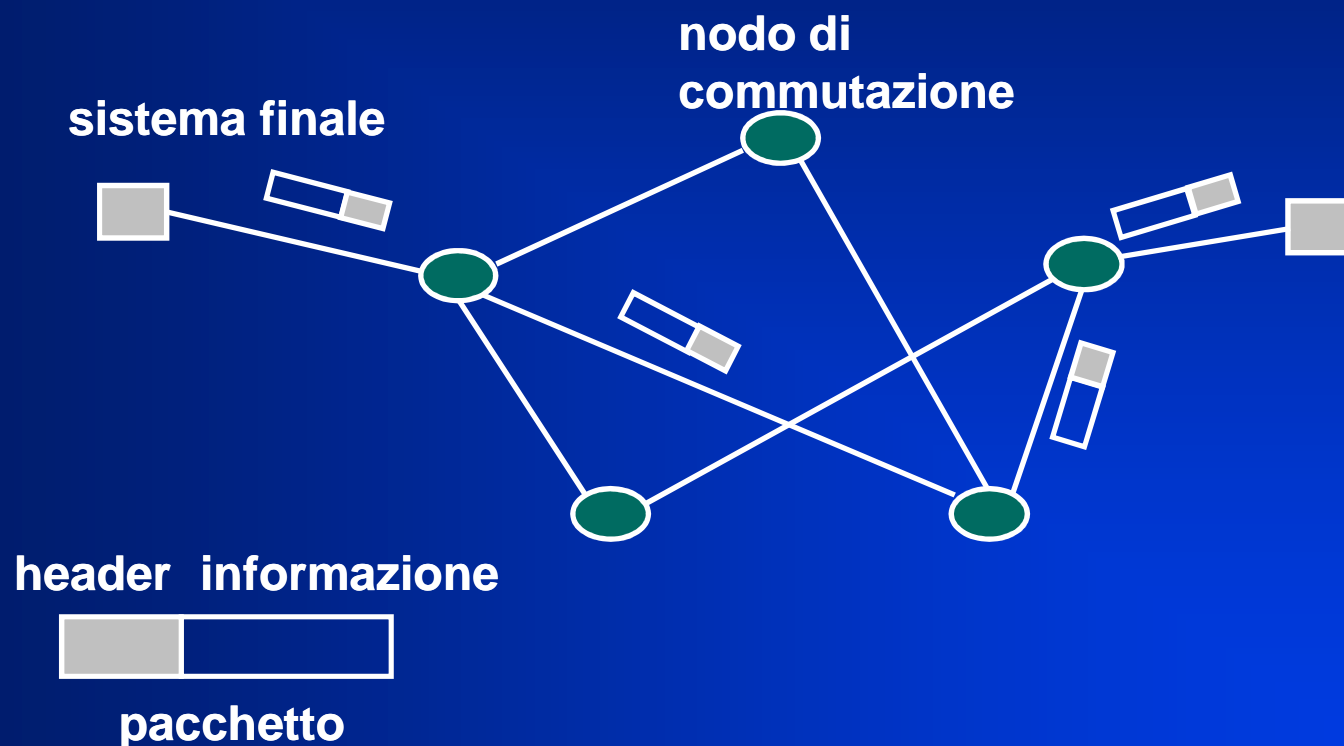 nodo di
commutazione
sistema finale
header informazione
pacchetto